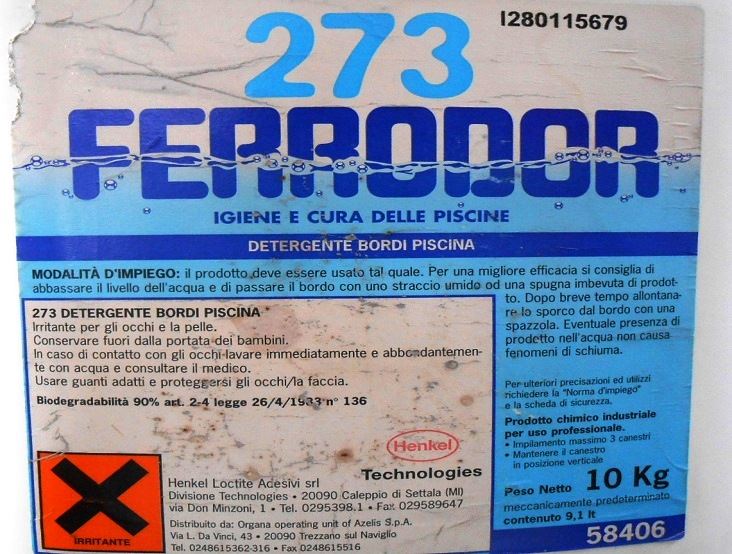 273
I280115679
FERRODOR
IGIENE E CURA DELLE PISCINE
DETERGENTE BORDI PISCINA
MODALITÀ D'IMPIEGO: il prodotto deve essere usato tal quale. Per una migliore efficacia si consiglia di
abbassare il livello dell'acqua e di passare il bordo con uno straccio umido od una spugna imbevuta di prodot-
to. Dopo breve tempo allontana-
re lo sporco dal bordo con una
spazzola. Eventuale presenza di
prodotto nell'acqua non causa
fenomeni di schiuma.
273 DETERGENTE BORDI PISCINA
Irritante per gli occhi e la pelle.
Conservare fuori dalla portata dei bambini.
In caso di contatto con gli occhi lavare immediatamente e abbondantemen-
te con acqua e consultare il medico.
Usare guanti adatti e proteggersi gli occhi/la faccia.
Biodegradabilità 90% art. 2-4 legge 26/4/1983 n° 136
Per ulteriori precisazioni ed utilizzi
richiedere la "Norma d'impiego"
e la scheda di sicurezza.
Prodotto chimico industriale
per uso professionale.
• Impilamento massimo 3 canestri
• Mantenere il canestro
in posizione verticale
Peso Netto 10 Kg
meccanicamente predeterminato
contenuto 9,1 lt
58406
Henkel
Technologies
IRRITANTE
Henkel Loctite Acesivi srl
Divisione Technologies • 20090 Caleppio di Settala (MI)
via Don Minzoni, 1 • Tel. 0295398.1 • Fax 029589647
Distribuito da: Organa operating unit of Azelis S.p.A.
Via L. Da Vinci, 43 • 20090 Trezzano sul Naviglio
Tel. 0248615362-316 • Fax 0248615516